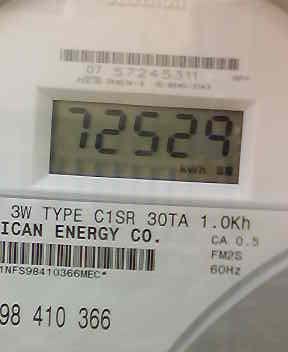 07 57245311
72529
kWh
3W TYPE C1SR 30TA 1.0Kh
ICAN ENERGY CO.
CA 0.5
FM2S
60Hz
1NFS98410366MEC*
98 410 366